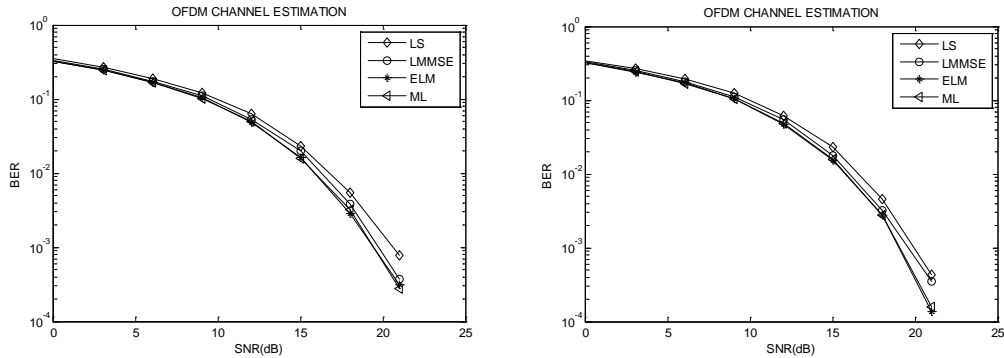 OFDM CHANNEL ESTIMATION
LS
LMMSE
ELM
ML
BER
10^0
10^-1
10^-2
10^-3
10^-4
0 5 10 15 20 25
SNR(dB)
OFDM CHANNEL ESTIMATION
LS
LMMSE
ELM
ML
BER
10^0
10^-1
10^-2
10^-3
10^-4
0 5 10 15 20 25
SNR(dB)